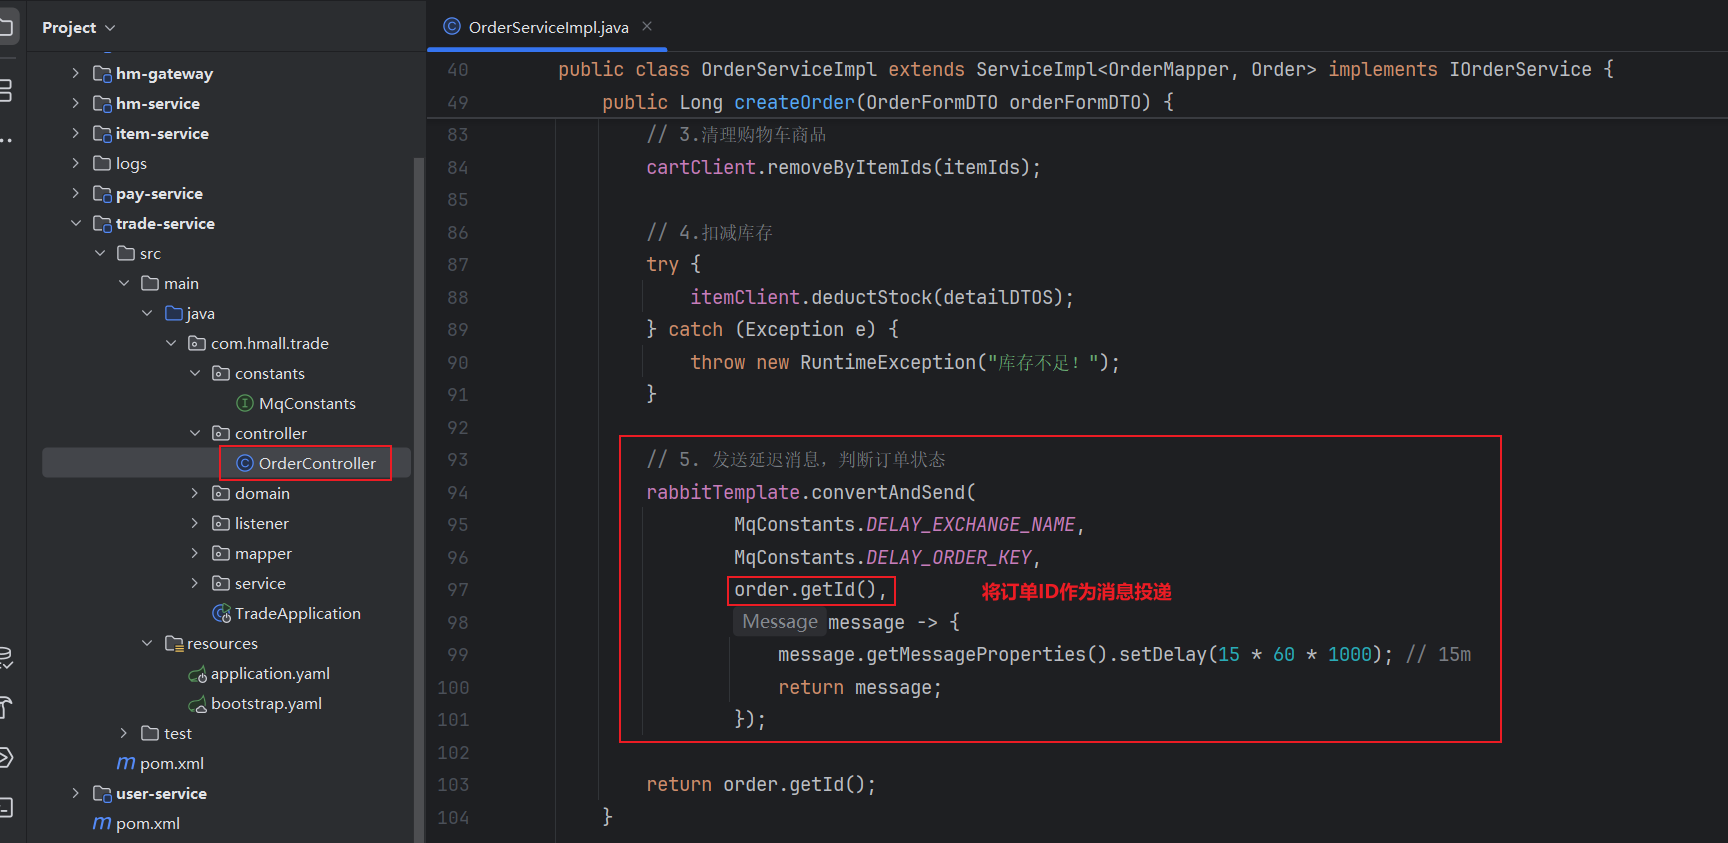 Project
hm-gateway
hm-service
item-service
logs
pay-service
trade-service
src
main
java
com.hmall.trade
constants
MqConstants
controller
OrderController
domain
listener
mapper
service
TradeApplication
resources
application.yaml
bootstrap.yaml
test
pom.xml
user-service
pom.xml
OrderServiceImpl.java
40 public class OrderServiceImpl extends ServiceImpl<OrderMapper, Order> implements IOrderService {
49 public Long createOrder(OrderFormDTO orderFormDTO) {
83 // 3.清理购物车商品
84 cartClient.removeByItemIds(itemIds);
85
86 // 4.扣减库存
87 try {
88 itemClient.deductStock(detailDTOS);
89 } catch (Exception e) {
90 throw new RuntimeException("库存不足！");
91 }
92
93 // 5. 发送延迟消息，判断订单状态
94 rabbitTemplate.convertAndSend(
95 MqConstants.DELAY_EXCHANGE_NAME,
96 MqConstants.DELAY_ORDER_KEY,
97 order.getId(), 将订单ID作为消息投递
98 Message message -> {
99 message.getMessageProperties().setDelay(15 * 60 * 1000); // 15m
100 return message;
101 });
102
103 return order.getId();
104 }